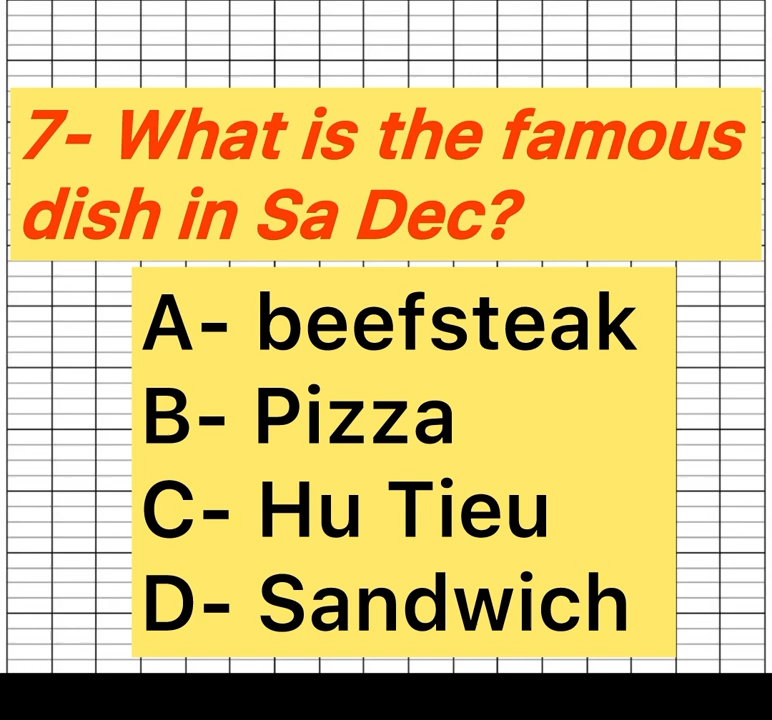 7- What is the famous
dish in Sa Dec?
A- beefsteak
B- Pizza
C- Hu Tieu
D- Sandwich